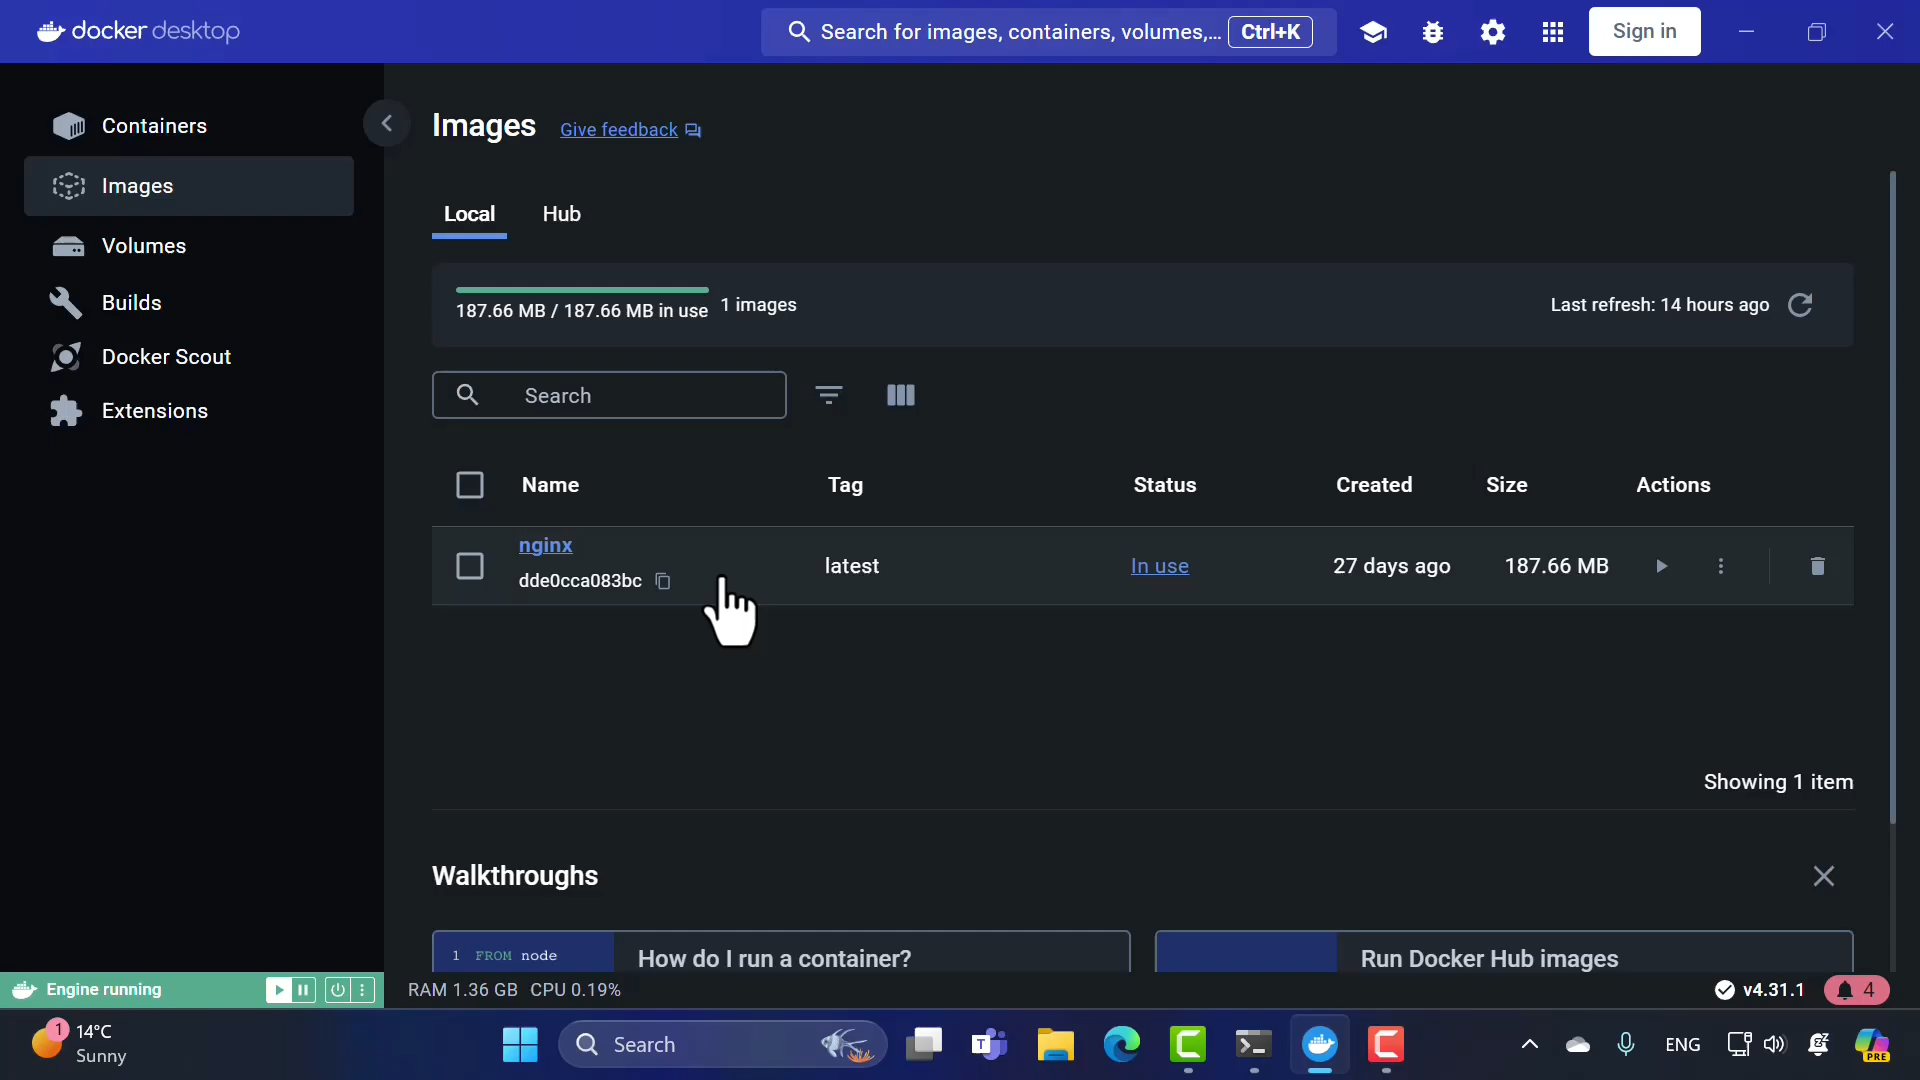 docker desktop
Search for images, containers, volumes,... Ctrl+K
Sign in
Containers
Images
Volumes
Builds
Docker Scout
Extensions
Images Give feedback
Local Hub
187.66 MB / 187.66 MB in use 1 images
Last refresh: 14 hours ago
Search
Name Tag Status Created Size Actions
nginx
dde0cca083bc
latest In use 27 days ago 187.66 MB
Showing 1 item
Walkthroughs
1 FROM node
How do I run a container?
Run Docker Hub images
Engine running
RAM 1.36 GB CPU 0.19%
v4.31.1
4
1
14°C
Sunny
Search
T
ENG
PRE